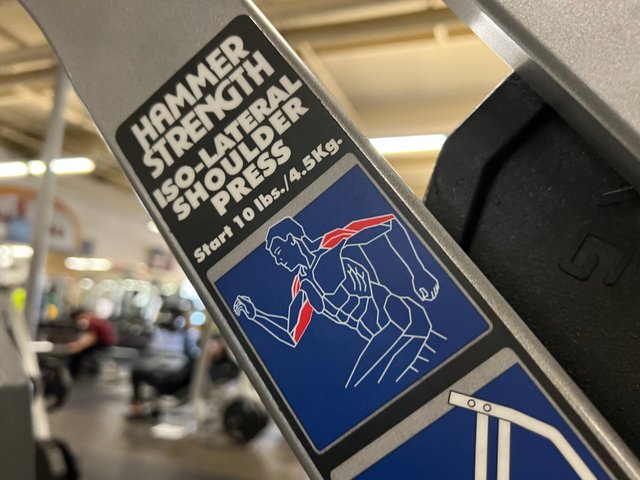 HAMMER
STRENGTH
ISO-LATERAL
SHOULDER
PRESS
Start 10 lbs./4.5Kg.